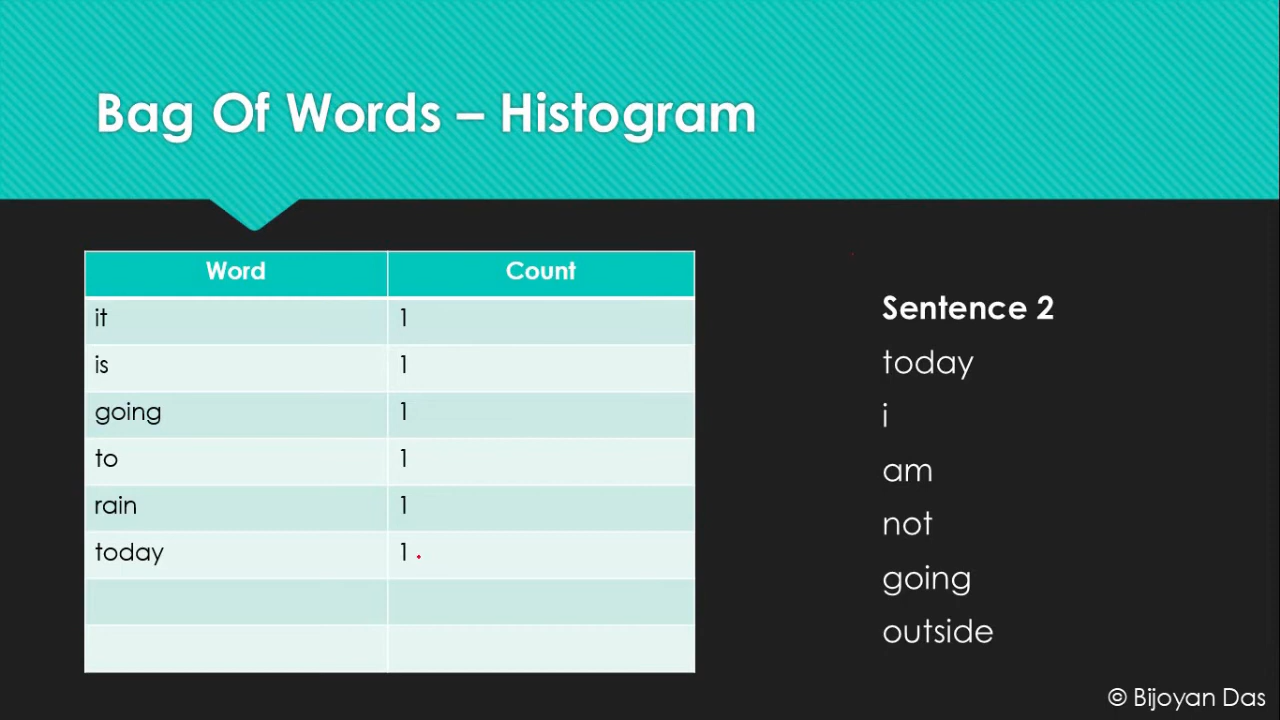 Bag Of Words – Histogram
Word Count
it 1
is 1
going 1
to 1
rain 1
today 1
Sentence 2
today
i
am
not
going
outside
© Bijoyan Das